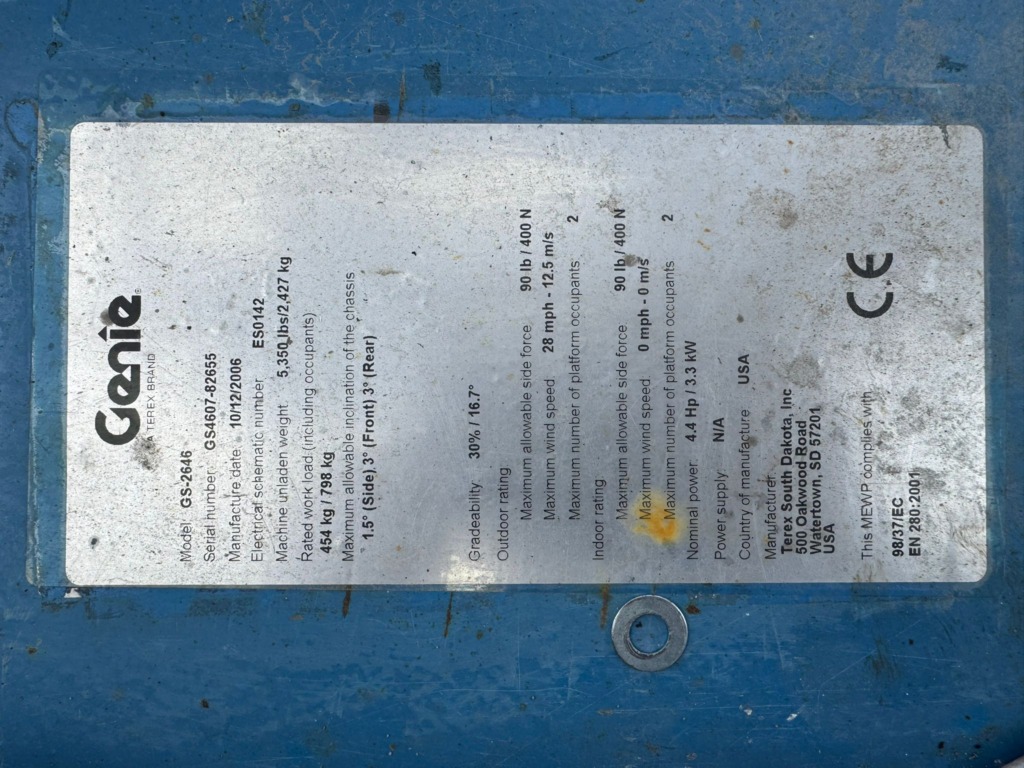 Genie
A TEREX BRAND
Model: GS-2646
Serial number: GS4607-82655
Manufacture date: 10/12/2006
Electrical schematic number ES0142
Machine unladen weight 5,350 lbs/2,427 kg
Rated work load (including occupants)
454 kg / 798 kg
Maximum allowable inclination of the chassis
1.5° (Side) 3° (Front) 3° (Rear)
Gradeability 30% / 16.7°
Outdoor rating
Maximum allowable side force 90 lb / 400 N
Maximum wind speed 28 mph - 12.5 m/s
Maximum number of platform occupants 2
Indoor rating
Maximum allowable side force 90 lb / 400 N
Maximum wind speed 0 mph - 0 m/s
Maximum number of platform occupants 2
Nominal power 4.4 Hp / 3.3 kW
Power supply N/A
Country of manufacture USA
Manufacturer
Terex South Dakota, Inc
500 Oakwood Road
Watertown, SD 57201
USA
This MEWP complies with
98/37/EC
EN 280:2001
CE